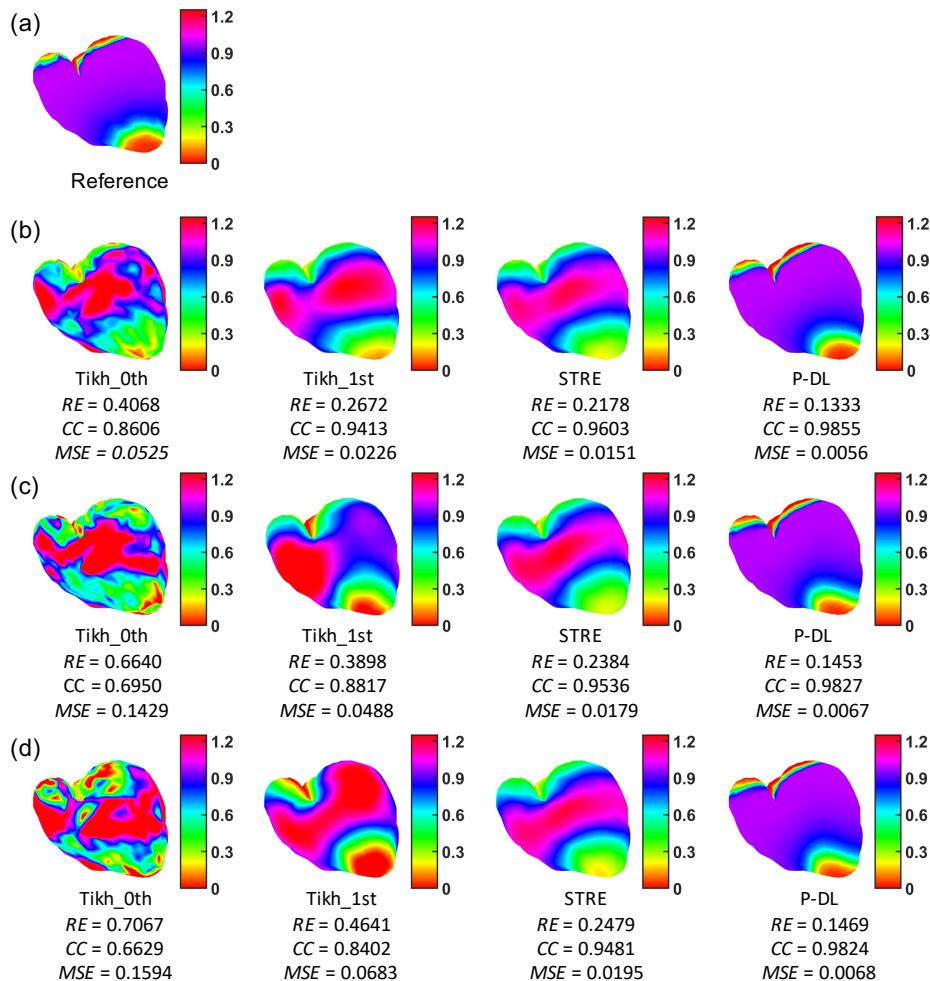 (a)
1.2
0.9
0.6
0.3
0
Reference
(b)
1.2 1.2 1.2 1.2
0.9 0.9 0.9 0.9
0.6 0.6 0.6 0.6
0.3 0.3 0.3 0.3
0 0 0 0
Tikh_0th Tikh_1st STRE P-DL
RE = 0.4068 RE = 0.2672 RE = 0.2178 RE = 0.1333
CC = 0.8606 CC = 0.9413 CC = 0.9603 CC = 0.9855
MSE = 0.0525 MSE = 0.0226 MSE = 0.0151 MSE = 0.0056
(c)
1.2 1.2 1.2 1.2
0.9 0.9 0.9 0.9
0.6 0.6 0.6 0.6
0.3 0.3 0.3 0.3
0 0 0 0
Tikh_0th Tikh_1st STRE P-DL
RE = 0.6640 RE = 0.3898 RE = 0.2384 RE = 0.1453
CC = 0.6950 CC = 0.8817 CC = 0.9536 CC = 0.9827
MSE = 0.1429 MSE = 0.0488 MSE = 0.0179 MSE = 0.0067
(d)
1.2 1.2 1.2 1.2
0.9 0.9 0.9 0.9
0.6 0.6 0.6 0.6
0.3 0.3 0.3 0.3
0 0 0 0
Tikh_0th Tikh_1st STRE P-DL
RE = 0.7067 RE = 0.4641 RE = 0.2479 RE = 0.1469
CC = 0.6629 CC = 0.8402 CC = 0.9481 CC = 0.9824
MSE = 0.1594 MSE = 0.0683 MSE = 0.0195 MSE = 0.0068